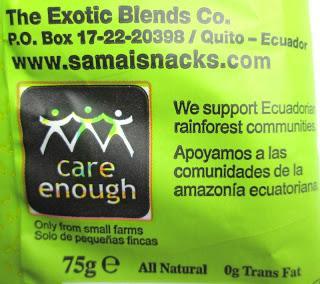 The Exotic Blends Co.
P.O. Box 17-22-20398 / Quito – Ecuador
www.samaisnacks.com
We support Ecuadorian
rainforest communities.
Apoyamos a las
comunidades de la
amazonía ecuatoriana
care
enough
Only from small farms
Solo de pequeñas fincas
75g ℮ All Natural 0g Trans Fat